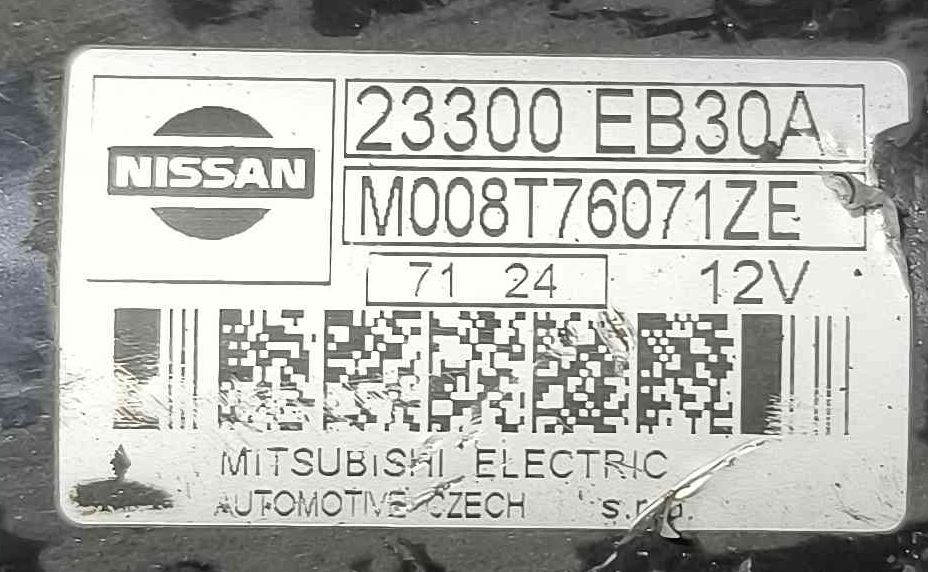 NISSAN
23300 EB30A
M008T76071ZE
71 24
12V
MITSUBISHI ELECTRIC
AUTOMOTIVE CZECH s.r.o.